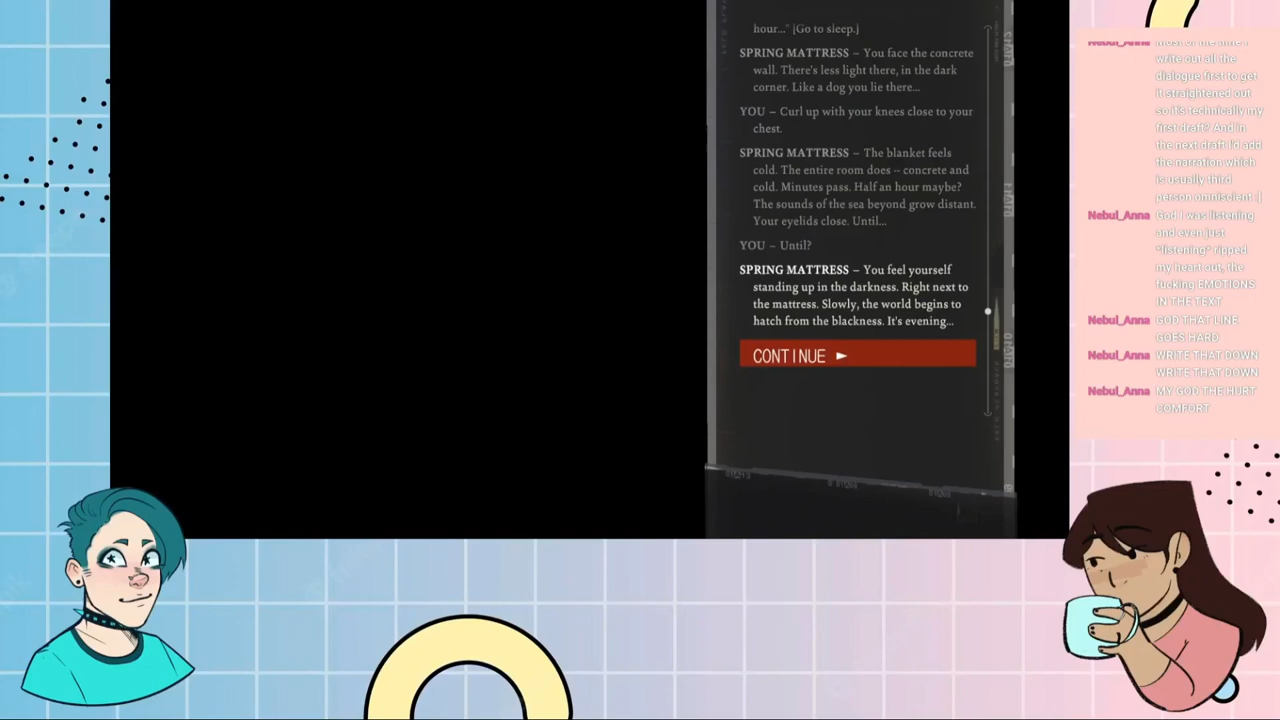 hour..." [Go to sleep.]
SPRING MATTRESS – You face the concrete
wall. There's less light there, in the dark
corner. Like a dog you lie there...
YOU – Curl up with your knees close to your
chest.
SPRING MATTRESS – The blanket feels
cold. The entire room does -- concrete and
cold. Minutes pass. Half an hour maybe?
The sounds of the sea beyond grow distant.
Your eyelids close. Until...
YOU – Until?
SPRING MATTRESS – You feel yourself
standing up in the darkness. Right next to
the mattress. Slowly, the world begins to
hatch from the blackness. It's evening...
CONTINUE ►
Nebul_Anna Most of the time I
write out all the
dialogue first to get
it straightened out
so it's technically my
first draft? And in
the next draft I'd add
the narration which
is usually third
person omniscient :]
Nebul_Anna God I was listening
and even just
*listening* ripped
my heart out, the
fucking EMOTIONS
IN THE TEXT
Nebul_Anna GOD THAT LINE
GOES HARD
Nebul_Anna WRITE THAT DOWN
WRITE THAT DOWN
Nebul_Anna MY GOD THE HURT
COMFORT